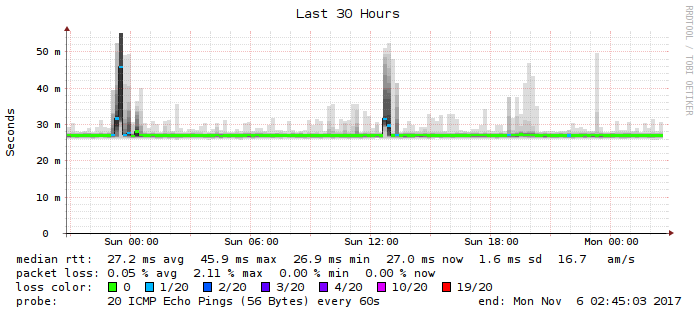 Last 30 Hours
RRDTOOL / TOBI OETIKER
Seconds
50 m
40 m
30 m
20 m
10 m
0
Sun 00:00 Sun 06:00 Sun 12:00 Sun 18:00 Mon 00:00
median rtt: 27.2 ms avg 45.9 ms max 26.9 ms min 27.0 ms now 1.6 ms sd 16.7 am/s
packet loss: 0.05 % avg 2.11 % max 0.00 % min 0.00 % now
loss color: 0 1/20 2/20 3/20 4/20 10/20 19/20
probe: 20 ICMP Echo Pings (56 Bytes) every 60s end: Mon Nov 6 02:45:03 2017